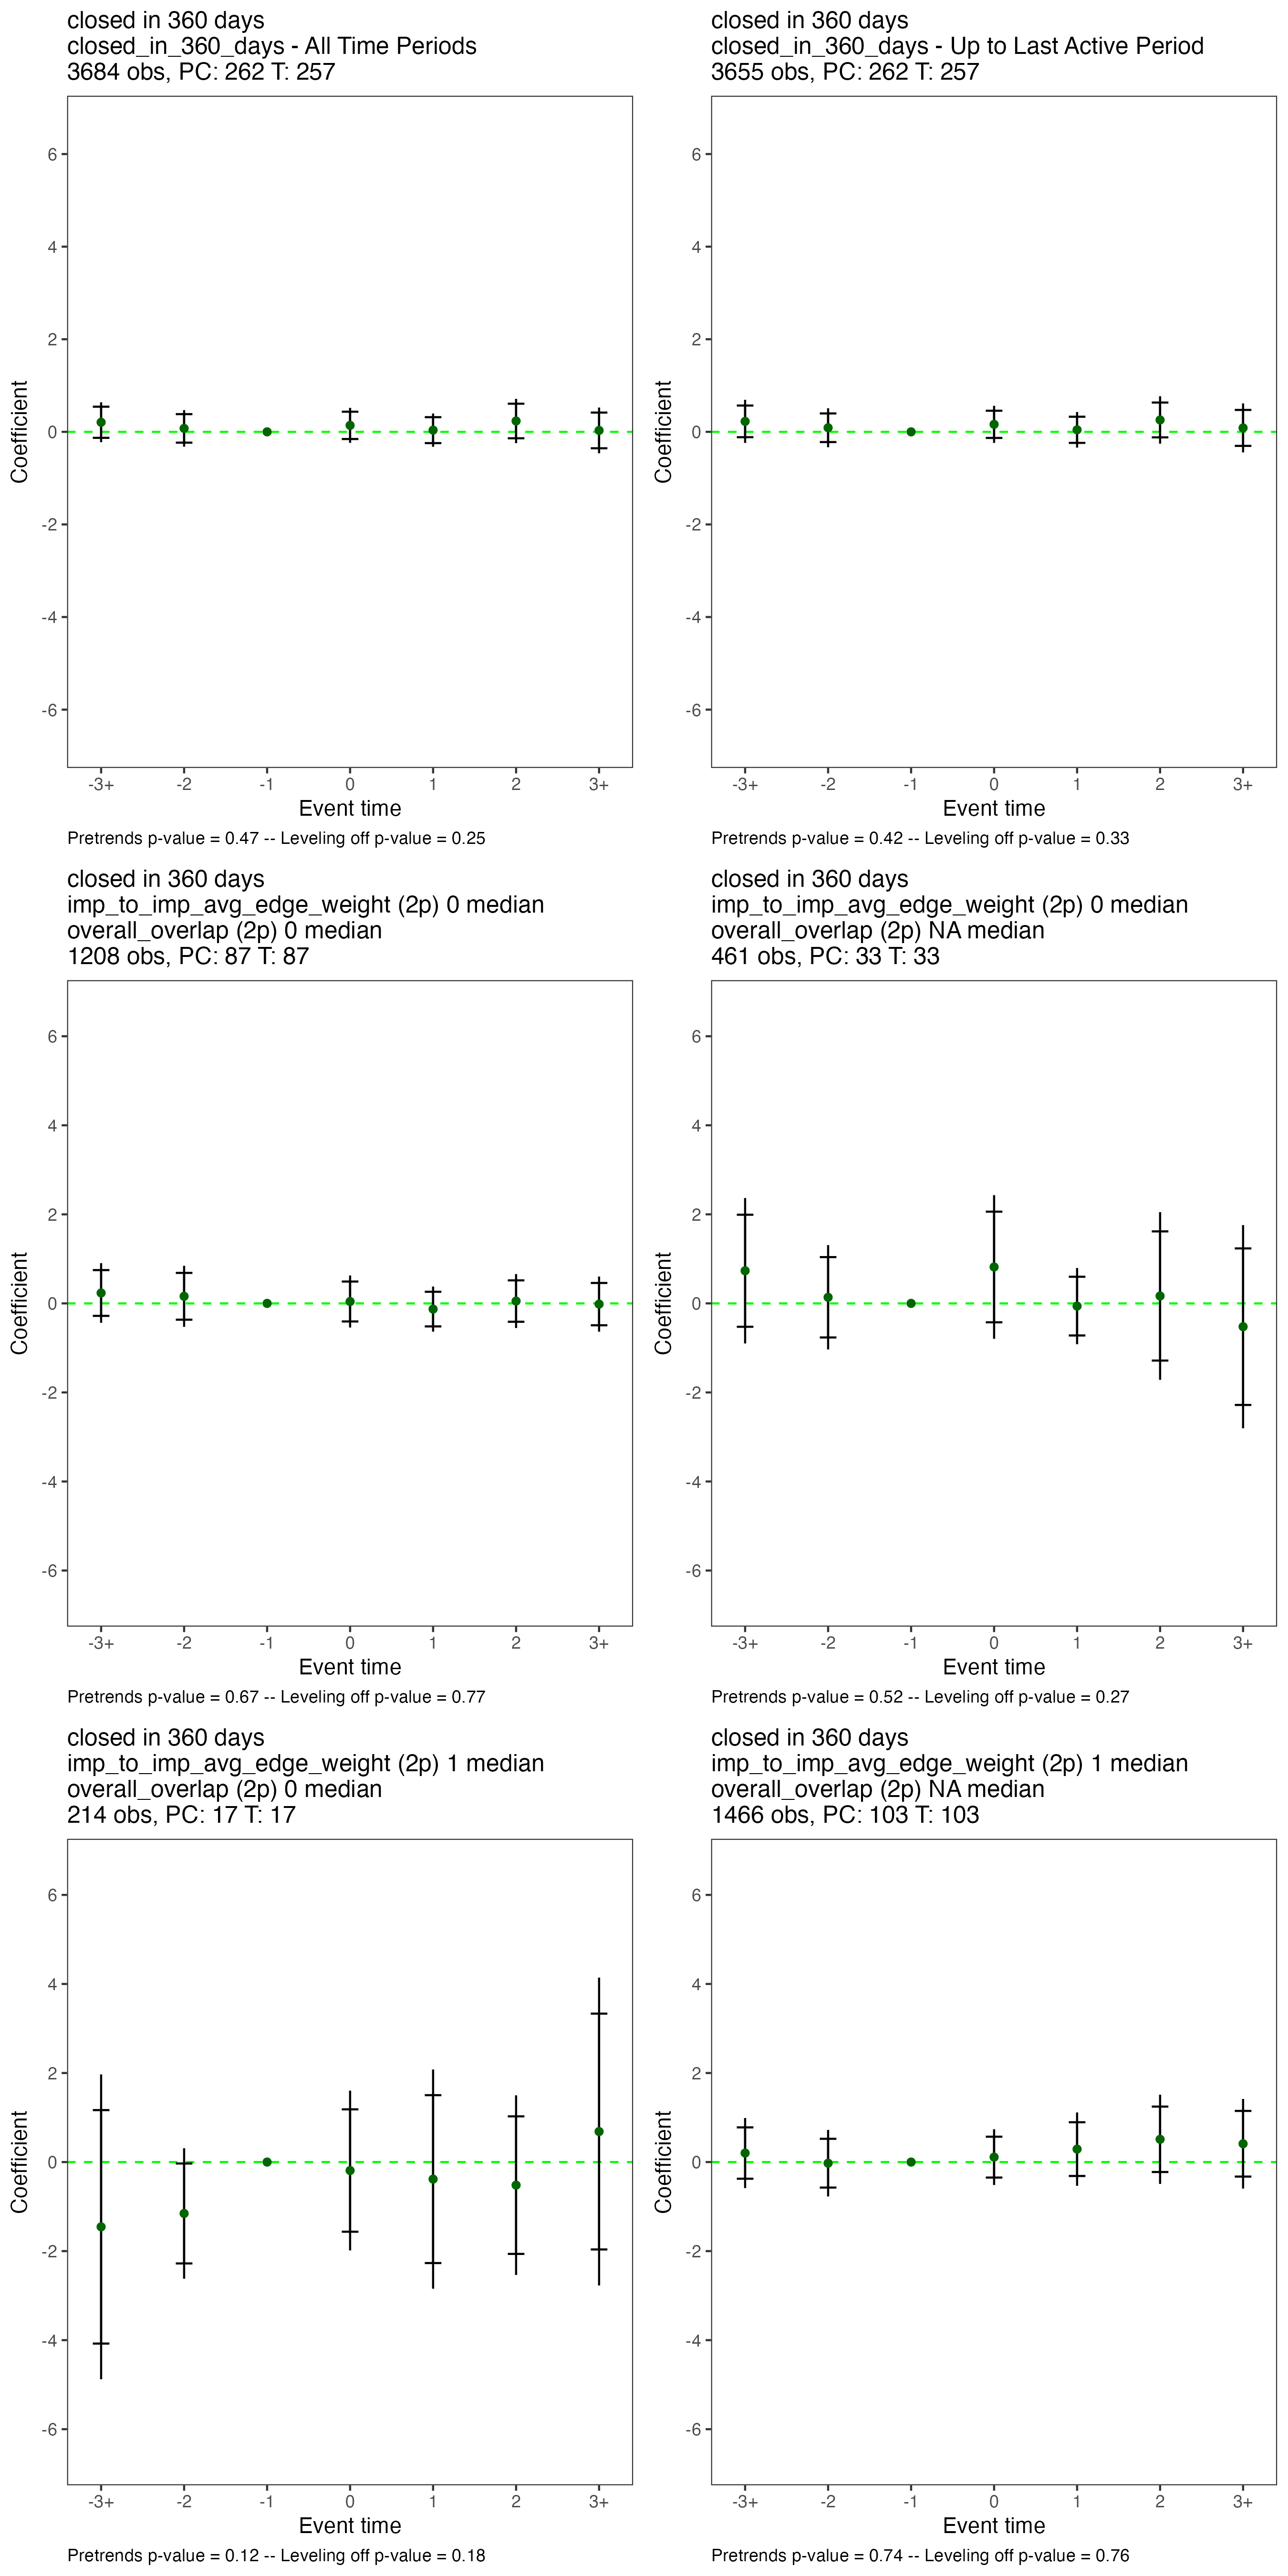 closed in 360 days
closed_in_360_days - All Time Periods
3684 obs, PC: 262 T: 257
6
4
2
0
-2
-4
-6
Coefficient
-3+ -2 -1 0 1 2 3+
Event time
Pretrends p-value = 0.47 -- Leveling off p-value = 0.25
closed in 360 days
closed_in_360_days - Up to Last Active Period
3655 obs, PC: 262 T: 257
6
4
2
0
-2
-4
-6
Coefficient
-3+ -2 -1 0 1 2 3+
Event time
Pretrends p-value = 0.42 -- Leveling off p-value = 0.33
closed in 360 days
imp_to_imp_avg_edge_weight (2p) 0 median
overall_overlap (2p) 0 median
1208 obs, PC: 87 T: 87
6
4
2
0
-2
-4
-6
Coefficient
-3+ -2 -1 0 1 2 3+
Event time
Pretrends p-value = 0.67 -- Leveling off p-value = 0.77
closed in 360 days
imp_to_imp_avg_edge_weight (2p) 0 median
overall_overlap (2p) NA median
461 obs, PC: 33 T: 33
6
4
2
0
-2
-4
-6
Coefficient
-3+ -2 -1 0 1 2 3+
Event time
Pretrends p-value = 0.52 -- Leveling off p-value = 0.27
closed in 360 days
imp_to_imp_avg_edge_weight (2p) 1 median
overall_overlap (2p) 0 median
214 obs, PC: 17 T: 17
6
4
2
0
-2
-4
-6
Coefficient
-3+ -2 -1 0 1 2 3+
Event time
Pretrends p-value = 0.12 -- Leveling off p-value = 0.18
closed in 360 days
imp_to_imp_avg_edge_weight (2p) 1 median
overall_overlap (2p) NA median
1466 obs, PC: 103 T: 103
6
4
2
0
-2
-4
-6
Coefficient
-3+ -2 -1 0 1 2 3+
Event time
Pretrends p-value = 0.74 -- Leveling off p-value = 0.76